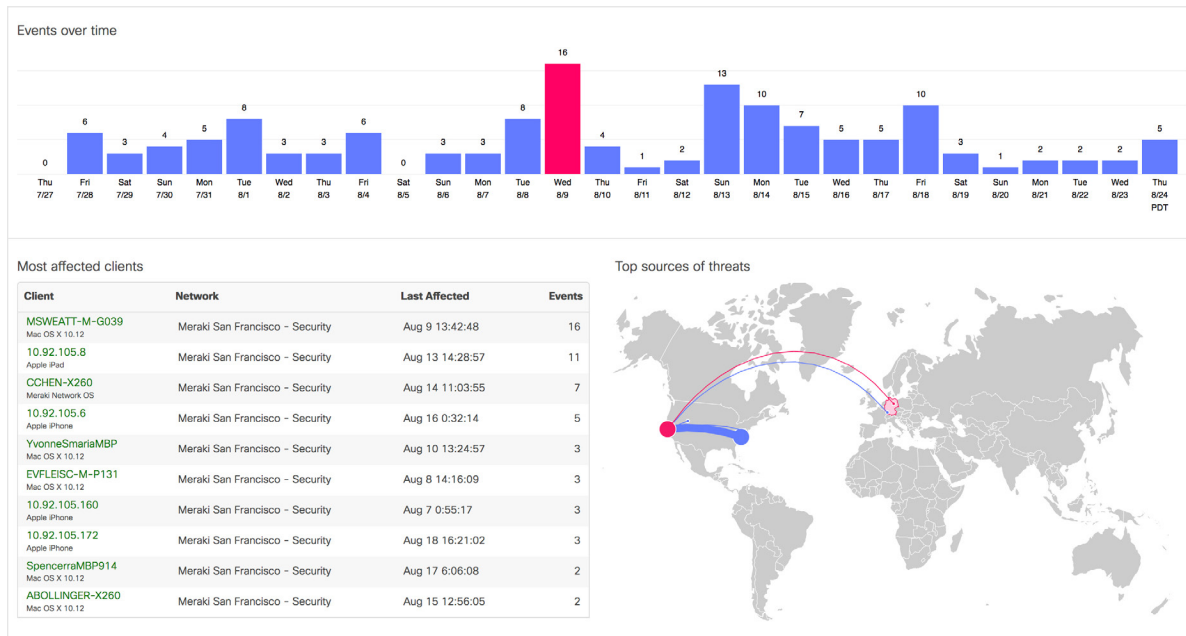 Events over time
0 6 3 4 5 8 3 3 6 0 3 3 8 16 4 1 2 13 10 7 5 5 10 3 1 2 2 2 5
Thu Fri Sat Sun Mon Tue Wed Thu Fri Sat Sun Mon Tue Wed Thu Fri Sat Sun Mon Tue Wed Thu Fri Sat Sun Mon Tue Wed Thu
7/27 7/28 7/29 7/30 7/31 8/1 8/2 8/3 8/4 8/5 8/6 8/7 8/8 8/9 8/10 8/11 8/12 8/13 8/14 8/15 8/16 8/17 8/18 8/19 8/20 8/21 8/22 8/23 8/24
PDT
Most affected clients
Client Network Last Affected Events
MSWEATT-M-G039 Meraki San Francisco - Security Aug 9 13:42:48 16
Mac OS X 10.12
10.92.105.8 Meraki San Francisco - Security Aug 13 14:28:57 11
Apple iPad
CCHEN-X260 Meraki San Francisco - Security Aug 14 11:03:55 7
Meraki Network OS
10.92.105.6 Meraki San Francisco - Security Aug 16 0:32:14 5
Apple iPhone
YvonneSmariaMBP Meraki San Francisco - Security Aug 10 13:24:57 3
Mac OS X 10.12
EVFLEISC-M-P131 Meraki San Francisco - Security Aug 8 14:16:09 3
Mac OS X 10.12
10.92.105.160 Meraki San Francisco - Security Aug 7 0:55:17 3
Apple iPhone
10.92.105.172 Meraki San Francisco - Security Aug 18 16:21:02 3
Apple iPhone
SpencerraMBP914 Meraki San Francisco - Security Aug 17 6:06:08 2
Mac OS X 10.12
ABOLLINGER-X260 Meraki San Francisco - Security Aug 15 12:56:05 2
Mac OS X 10.12
Top sources of threats